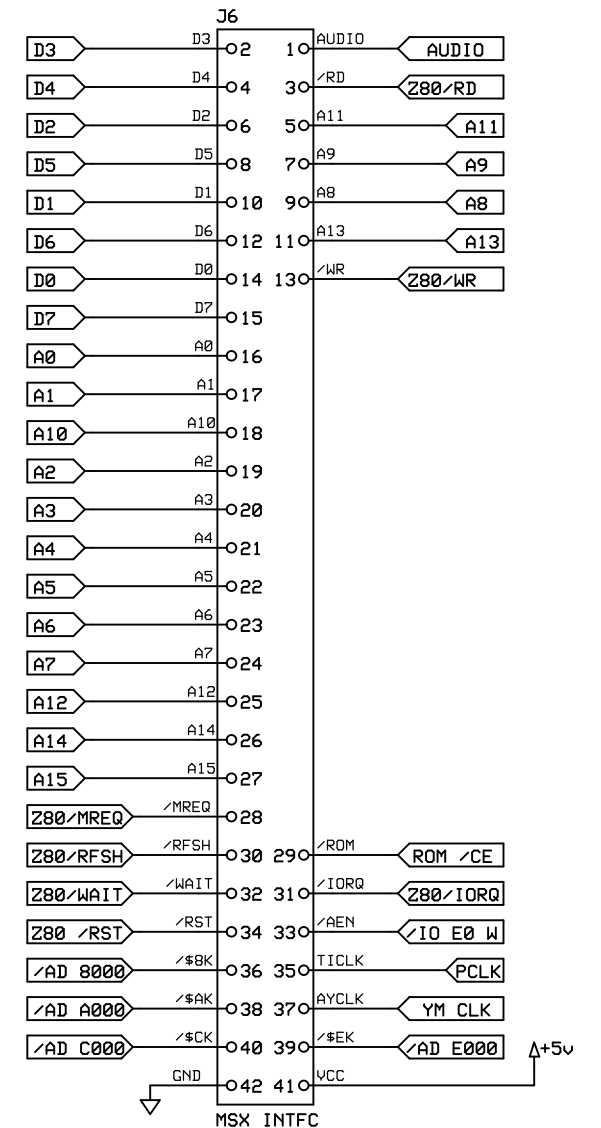 J6
D3 D3 2 1 AUDIO AUDIO
D4 D4 4 3 /RD Z80/RD
D2 D2 6 5 A11 A11
D5 D5 8 7 A9 A9
D1 D1 10 9 A8 A8
D6 D6 12 11 A13 A13
D0 D0 14 13 /WR Z80/WR
D7 D7 15
A0 A0 16
A1 A1 17
A10 A10 18
A2 A2 19
A3 A3 20
A4 A4 21
A5 A5 22
A6 A6 23
A7 A7 24
A12 A12 25
A14 A14 26
A15 A15 27
Z80/MREQ /MREQ 28
Z80/RFSH /RFSH 30 29 /ROM ROM /CE
Z80/WAIT /WAIT 32 31 /IORQ Z80/IORQ
Z80 /RST /RST 34 33 /AEN /IO E0 W
/AD 8000 /$8K 36 35 TICLK PCLK
/AD A000 /$AK 38 37 AYCLK YM CLK
/AD C000 /$CK 40 39 /$EK /AD E000
+5v
GND 42 41 VCC
MSX INTFC